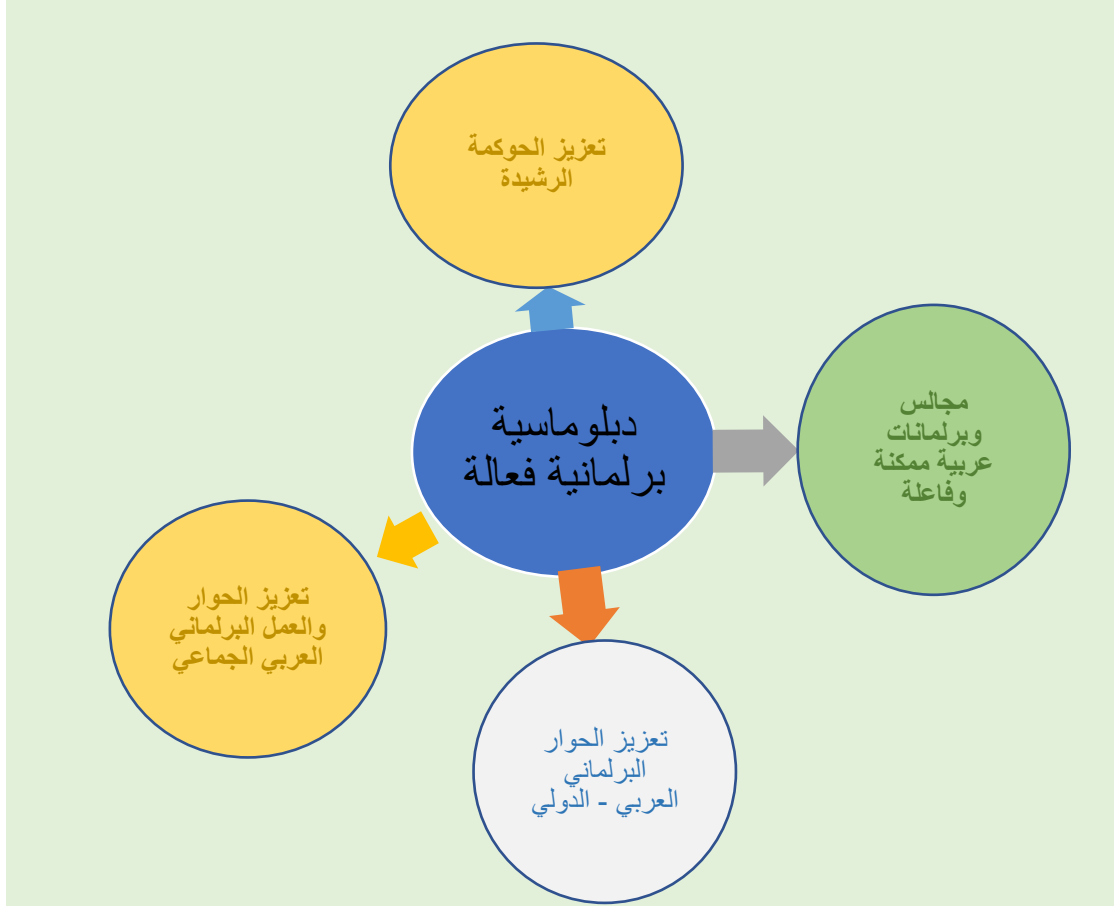 تعزيز الحوكمة
الرشيدة
دبلوماسية
برلمانية فعالة
مجالس
وبرلمانات
عربية ممكنة
وفاعلة
تعزيز الحوار
والعمل البرلماني
العربي الجماعي
تعزيز الحوار
البرلماني
العربي - الدولي